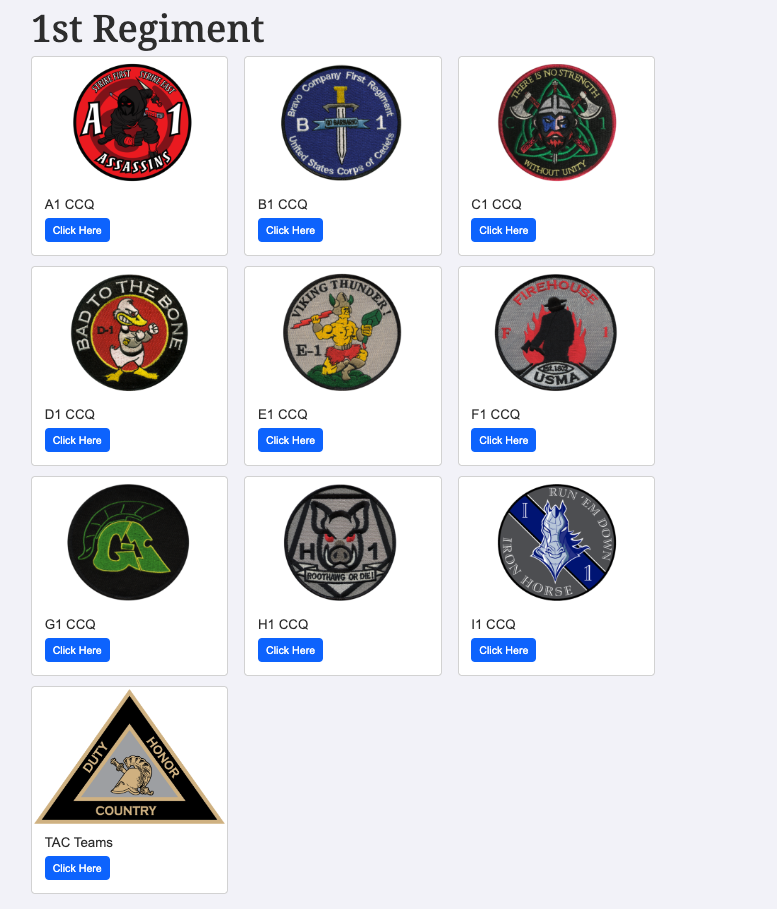 1st Regiment
STRIKE FIRST STRIKE FAST
A 1
ASSASSINS
A1 CCQ
Click Here
Bravo Company First Regiment
B 1
GO BARBARIC
United States Corps of Cadets
B1 CCQ
Click Here
THERE IS NO STRENGTH
C 1
WITHOUT UNITY
C1 CCQ
Click Here
BAD TO THE BONE
D-1
D1 CCQ
Click Here
VIKING THUNDER!
E-1
E1 CCQ
Click Here
FIREHOUSE
F 1
USMA
F1 CCQ
Click Here
G1 CCQ
Click Here
H 1
ROOTHAWG OR DIE!
H1 CCQ
Click Here
RUN 'EM DOWN
I
1
IRON HORSE
I1 CCQ
Click Here
DUTY HONOR
COUNTRY
TAC Teams
Click Here